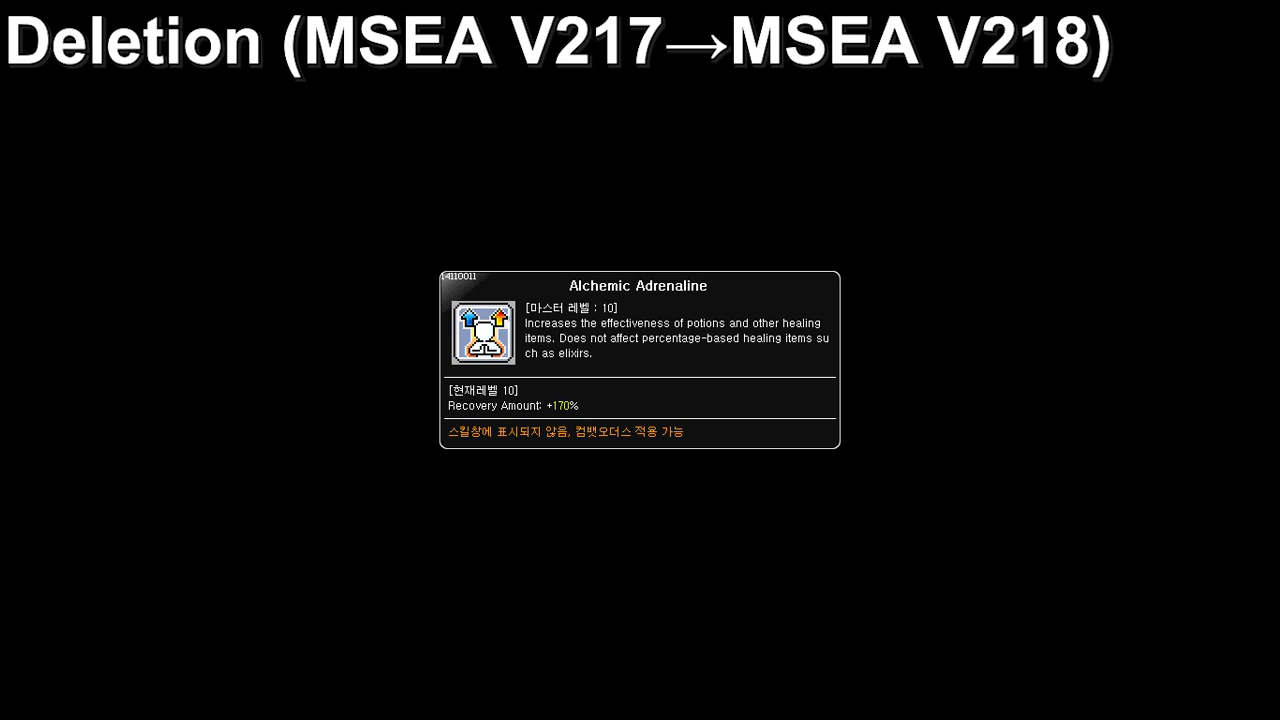 Deletion (MSEA V217→MSEA V218)
14110011
Alchemic Adrenaline
[마스터 레벨 : 10]
Increases the effectiveness of potions and other healing
items. Does not affect percentage-based healing items su
ch as elixirs.
[현재레벨 10]
Recovery Amount: +170%
스킬창에 표시되지 않음, 컴뱃오더스 적용 가능